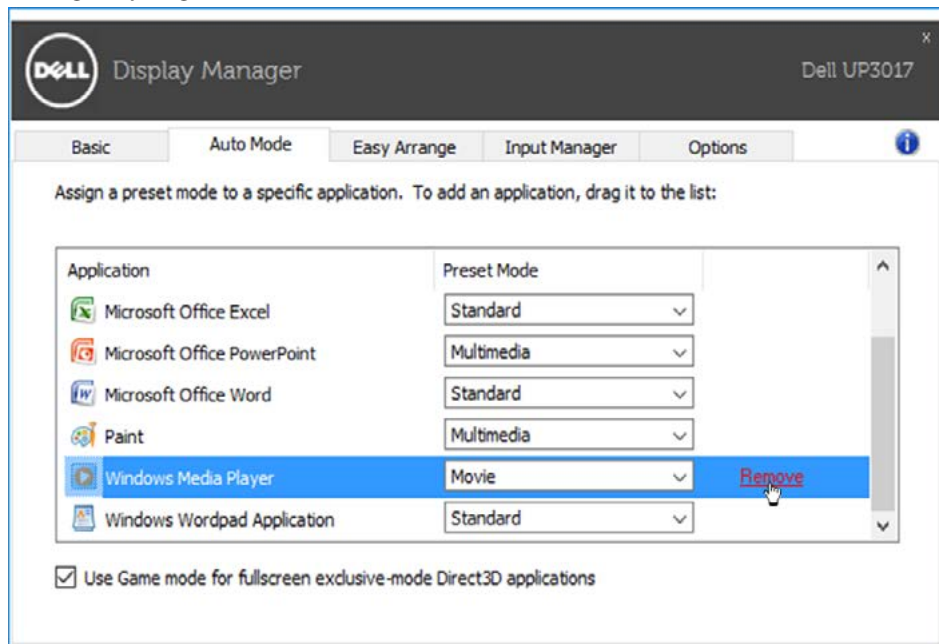 DELL Display Manager
Dell UP3017
x
Basic Auto Mode Easy Arrange Input Manager Options
Assign a preset mode to a specific application. To add an application, drag it to the list:
Application Preset Mode
Microsoft Office Excel Standard
Microsoft Office PowerPoint Multimedia
Microsoft Office Word Standard
Paint Multimedia
Windows Media Player Movie Remove
Windows Wordpad Application Standard
Use Game mode for fullscreen exclusive-mode Direct3D applications